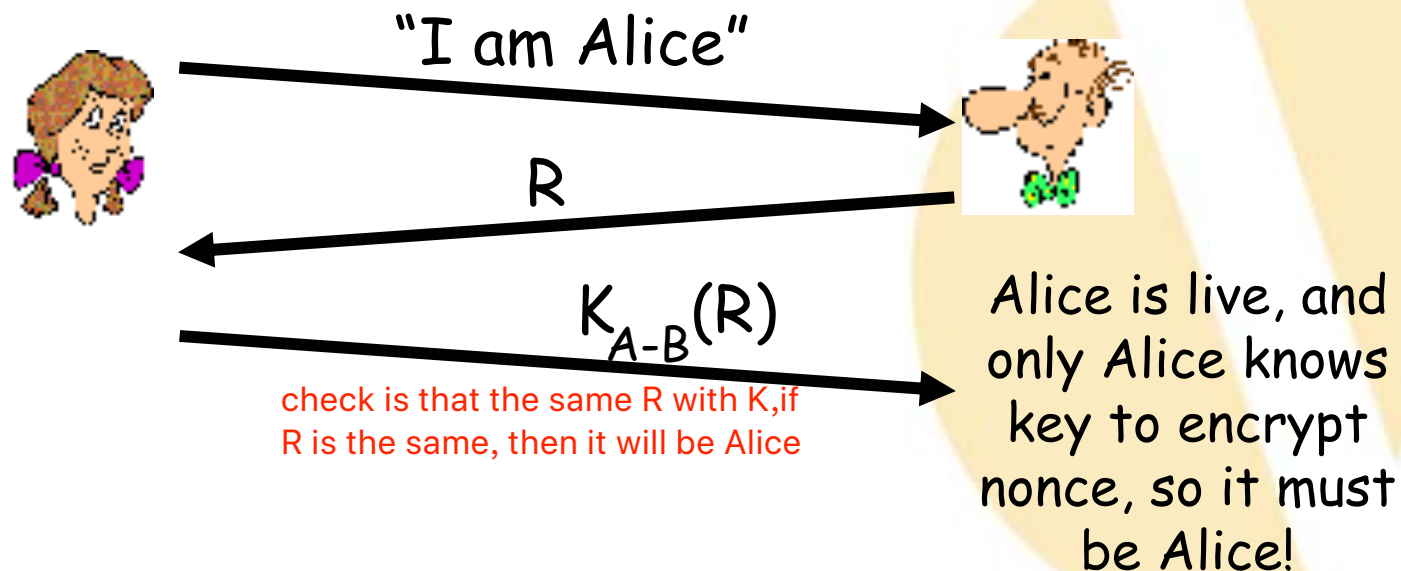 “I am Alice”
R
K_A-B(R)
check is that the same R with K,if
R is the same, then it will be Alice
Alice is live, and
only Alice knows
key to encrypt
nonce, so it must
be Alice!